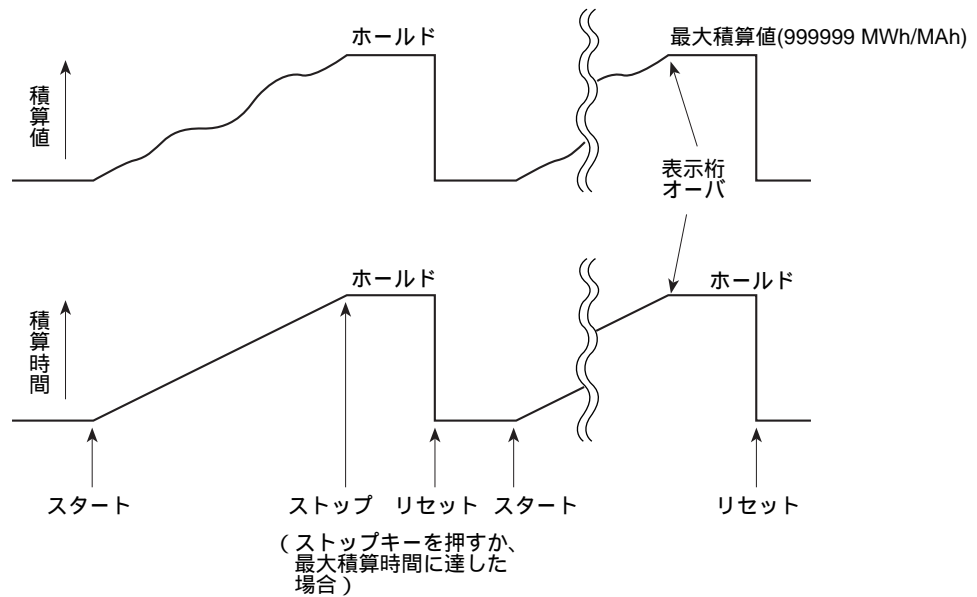 ホールド
最大積算値(999999 MWh/MAh)
積算値
表示桁
オーバ
ホールド
ホールド
積算時間
スタート
ストップ
リセット
スタート
リセット
(ストップキーを押すか、
最大積算時間に達した
場合)